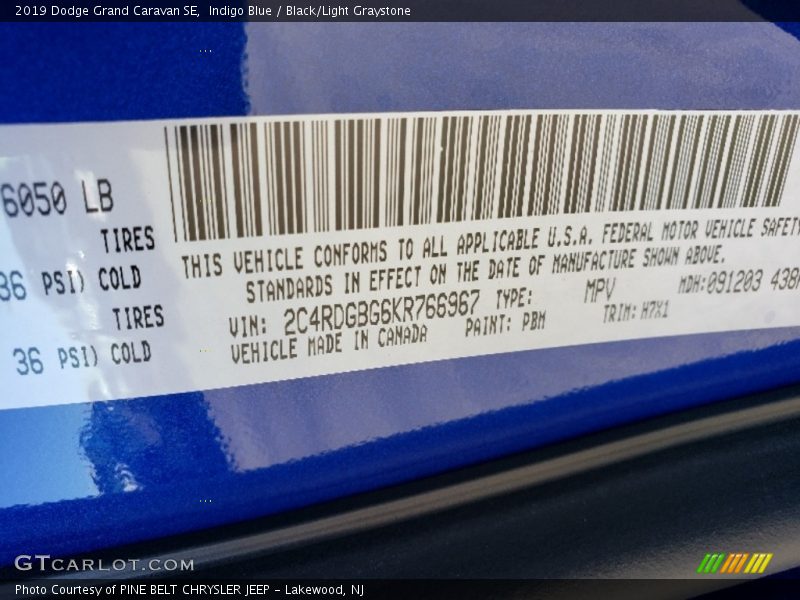 2019 Dodge Grand Caravan SE,  Indigo Blue / Black/Light Graystone
6050 LB
TIRES
36 PSI) COLD
TIRES
36 PSI) COLD
THIS VEHICLE CONFORMS TO ALL APPLICABLE U.S.A. FEDERAL MOTOR VEHICLE SAFETY
STANDARDS IN EFFECT ON THE DATE OF MANUFACTURE SHOWN ABOVE.
VIN: 2C4RDGBG6KR766967 TYPE: MPV MDH:091203 438
VEHICLE MADE IN CANADA PAINT: PBM TRIM: H7X1
GTCARLOT.COM
Photo Courtesy of PINE BELT CHRYSLER JEEP - Lakewood, NJ